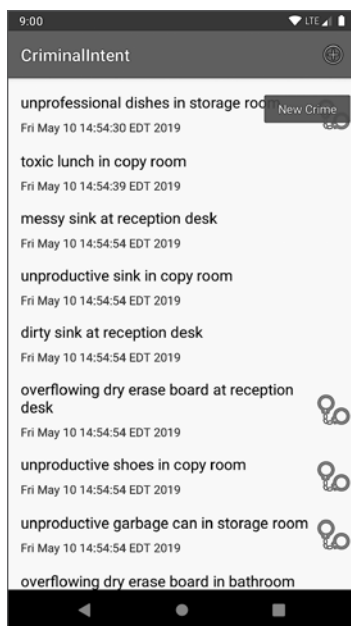 9:00
LTE
CriminalIntent
unprofessional dishes in storage room
New Crime
Fri May 10 14:54:30 EDT 2019
toxic lunch in copy room
Fri May 10 14:54:39 EDT 2019
messy sink at reception desk
Fri May 10 14:54:54 EDT 2019
unproductive sink in copy room
Fri May 10 14:54:54 EDT 2019
dirty sink at reception desk
Fri May 10 14:54:54 EDT 2019
overflowing dry erase board at reception
desk
Fri May 10 14:54:54 EDT 2019
unproductive shoes in copy room
Fri May 10 14:54:54 EDT 2019
unproductive garbage can in storage room
Fri May 10 14:54:54 EDT 2019
overflowing dry erase board in bathroom